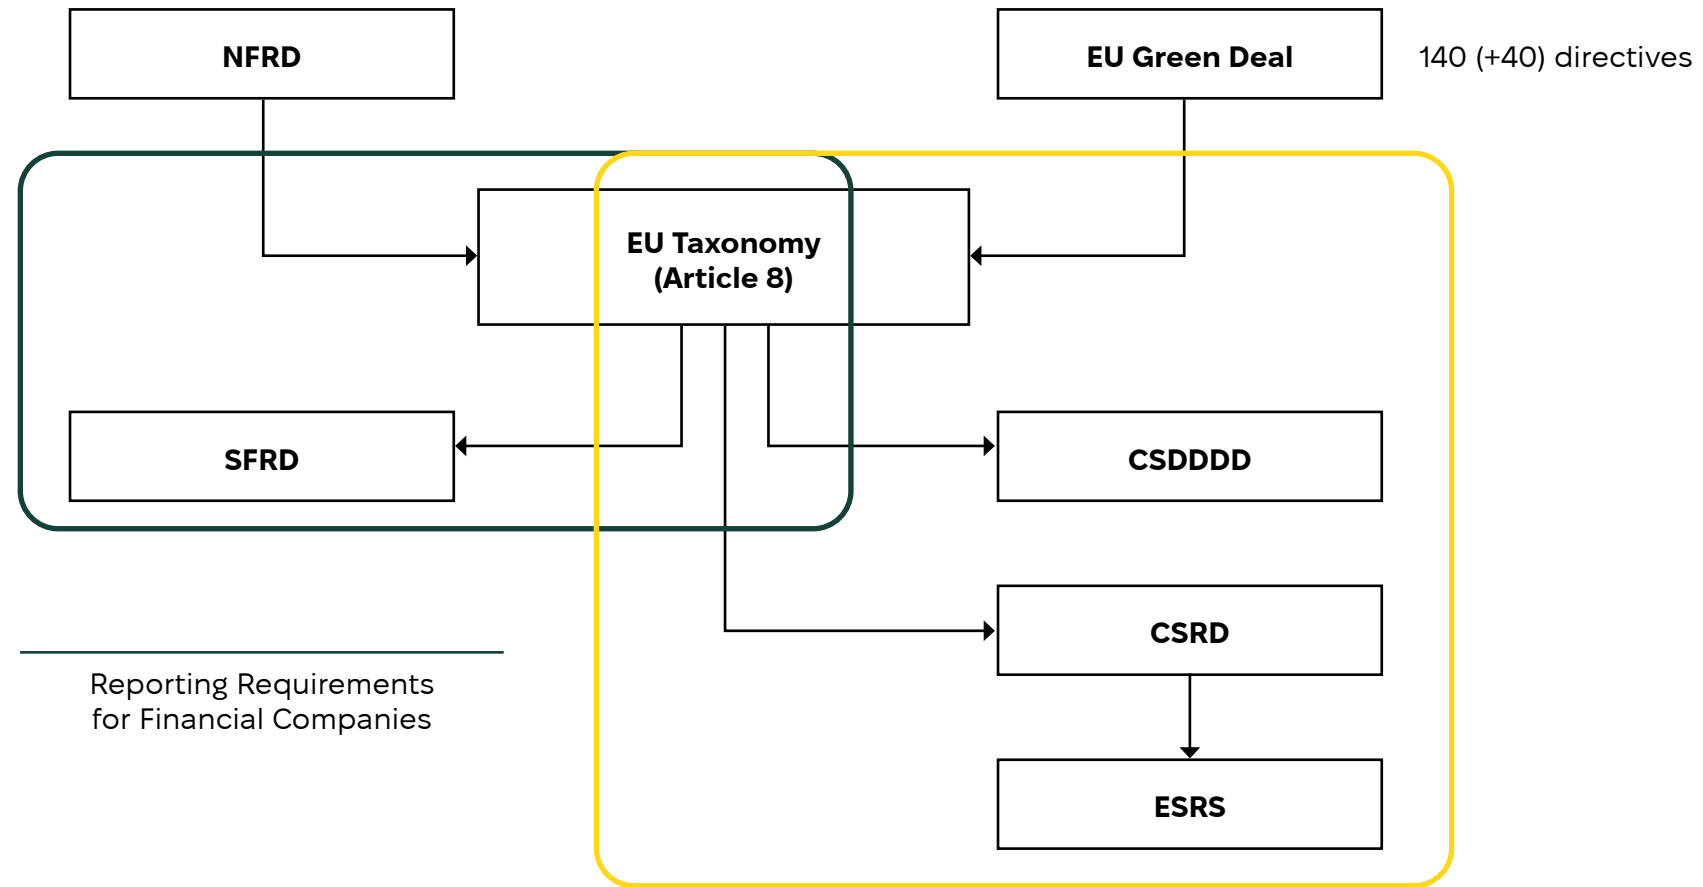 NFRD
EU Green Deal
140 (+40) directives
EU Taxonomy
(Article 8)
SFRD
CSDDDD
CSRD
Reporting Requirements
for Financial Companies
ESRS